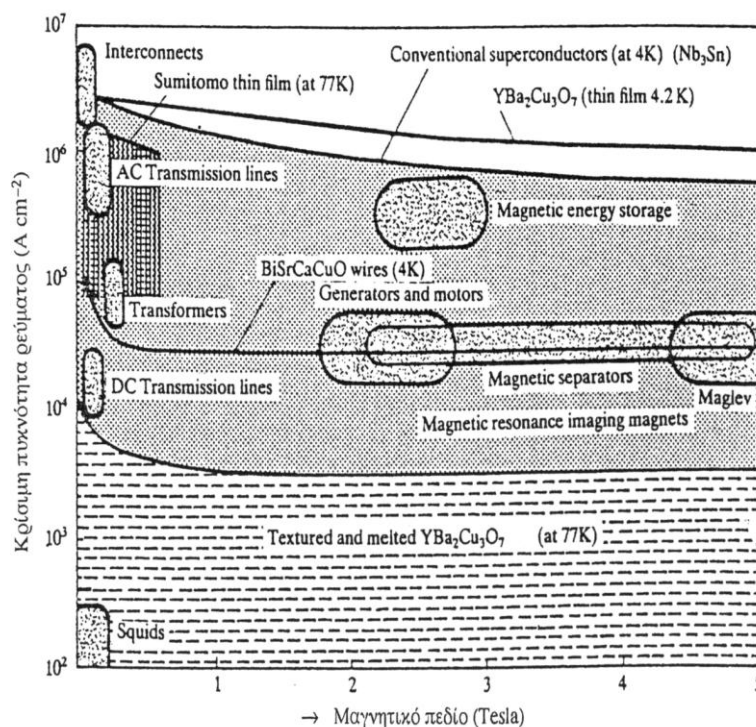 10⁷
Interconnects
Conventional superconductors (at 4K) (Nb₃Sn)
Sumitomo thin film (at 77K)
YBa₂Cu₃O₇ (thin film 4.2 K)
10⁶
AC Transmission lines
Magnetic energy storage
10⁵
BiSrCaCuO wires (4K)
Generators and motors
Transformers
Magnetic separators
DC Transmission lines
Maglev
10⁴
Magnetic resonance imaging magnets
10³
Textured and melted YBa₂Cu₃O₇ (at 77K)
Squids
10²
1 2 3 4 5
→ Μαγνητικό πεδίο (Tesla)
Κρίσιμη πυκνότητα ρεύματος (A cm⁻²)